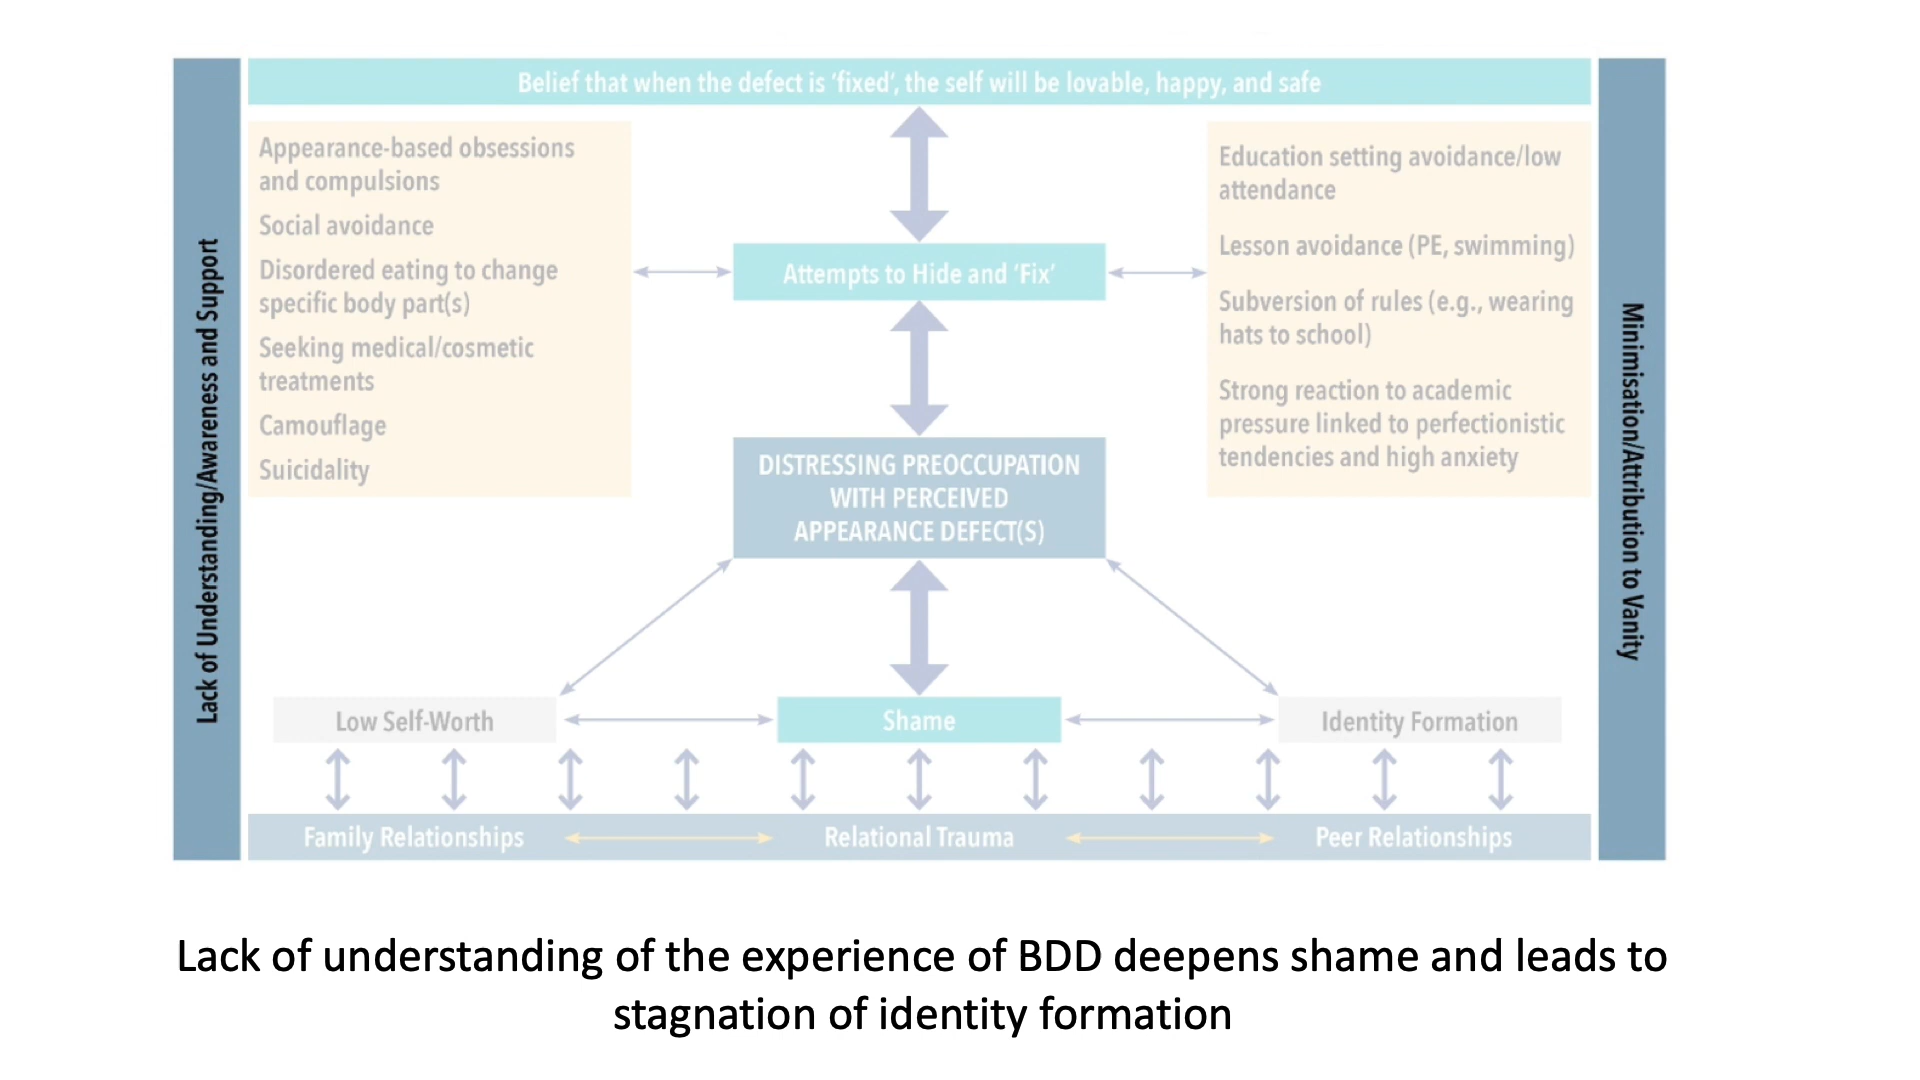 Belief that when the defect is ‘fixed’, the self will be lovable, happy, and safe
Lack of Understanding/Awareness and Support
Appearance-based obsessions
and compulsions
Social avoidance
Disordered eating to change
specific body part(s)
Seeking medical/cosmetic
treatments
Camouflage
Suicidality
Attempts to Hide and ‘Fix’
DISTRESSING PREOCCUPATION
WITH PERCEIVED
APPEARANCE DEFECT(S)
Education setting avoidance/low
attendance
Lesson avoidance (PE, swimming)
Subversion of rules (e.g., wearing
hats to school)
Strong reaction to academic
pressure linked to perfectionistic
tendencies and high anxiety
Minimisation/Attribution to Vanity
Low Self-Worth
Shame
Identity Formation
Family Relationships
Relational Trauma
Peer Relationships
Lack of understanding of the experience of BDD deepens shame and leads to
stagnation of identity formation